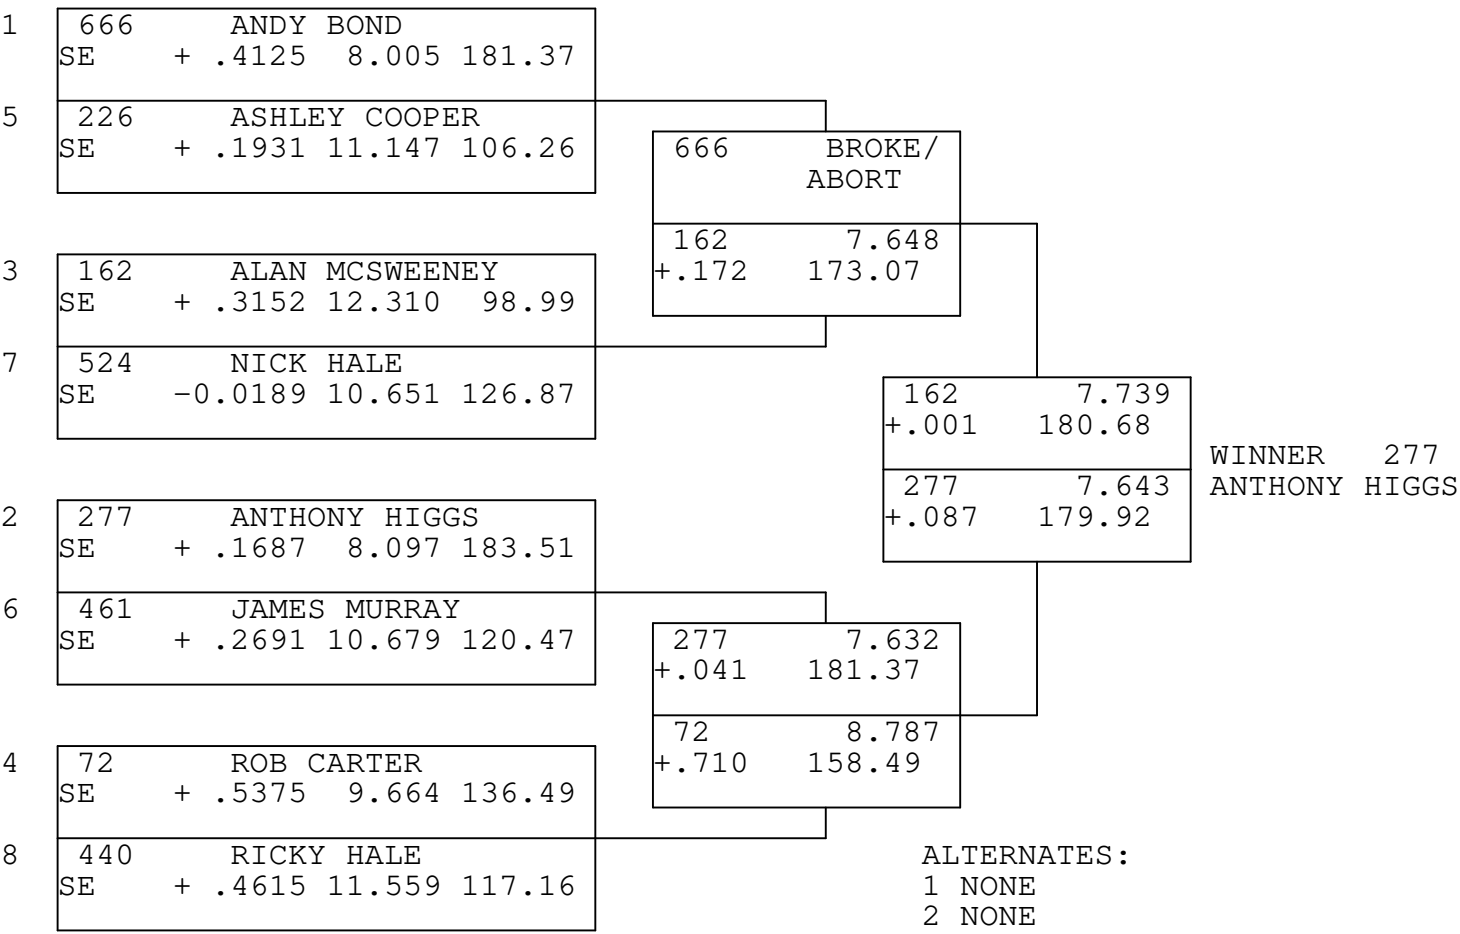 1 666 ANDY BOND
SE + .4125 8.005 181.37
5 226 ASHLEY COOPER
SE + .1931 11.147 106.26
666 BROKE/
ABORT
162 7.648
+.172 173.07
3 162 ALAN MCSWEENEY
SE + .3152 12.310 98.99
7 524 NICK HALE
SE -0.0189 10.651 126.87
162 7.739
+.001 180.68
277 7.643
+.087 179.92
WINNER 277
ANTHONY HIGGS
2 277 ANTHONY HIGGS
SE + .1687 8.097 183.51
6 461 JAMES MURRAY
SE + .2691 10.679 120.47
277 7.632
+.041 181.37
72 8.787
+.710 158.49
4 72 ROB CARTER
SE + .5375 9.664 136.49
8 440 RICKY HALE
SE + .4615 11.559 117.16
ALTERNATES:
1 NONE
2 NONE